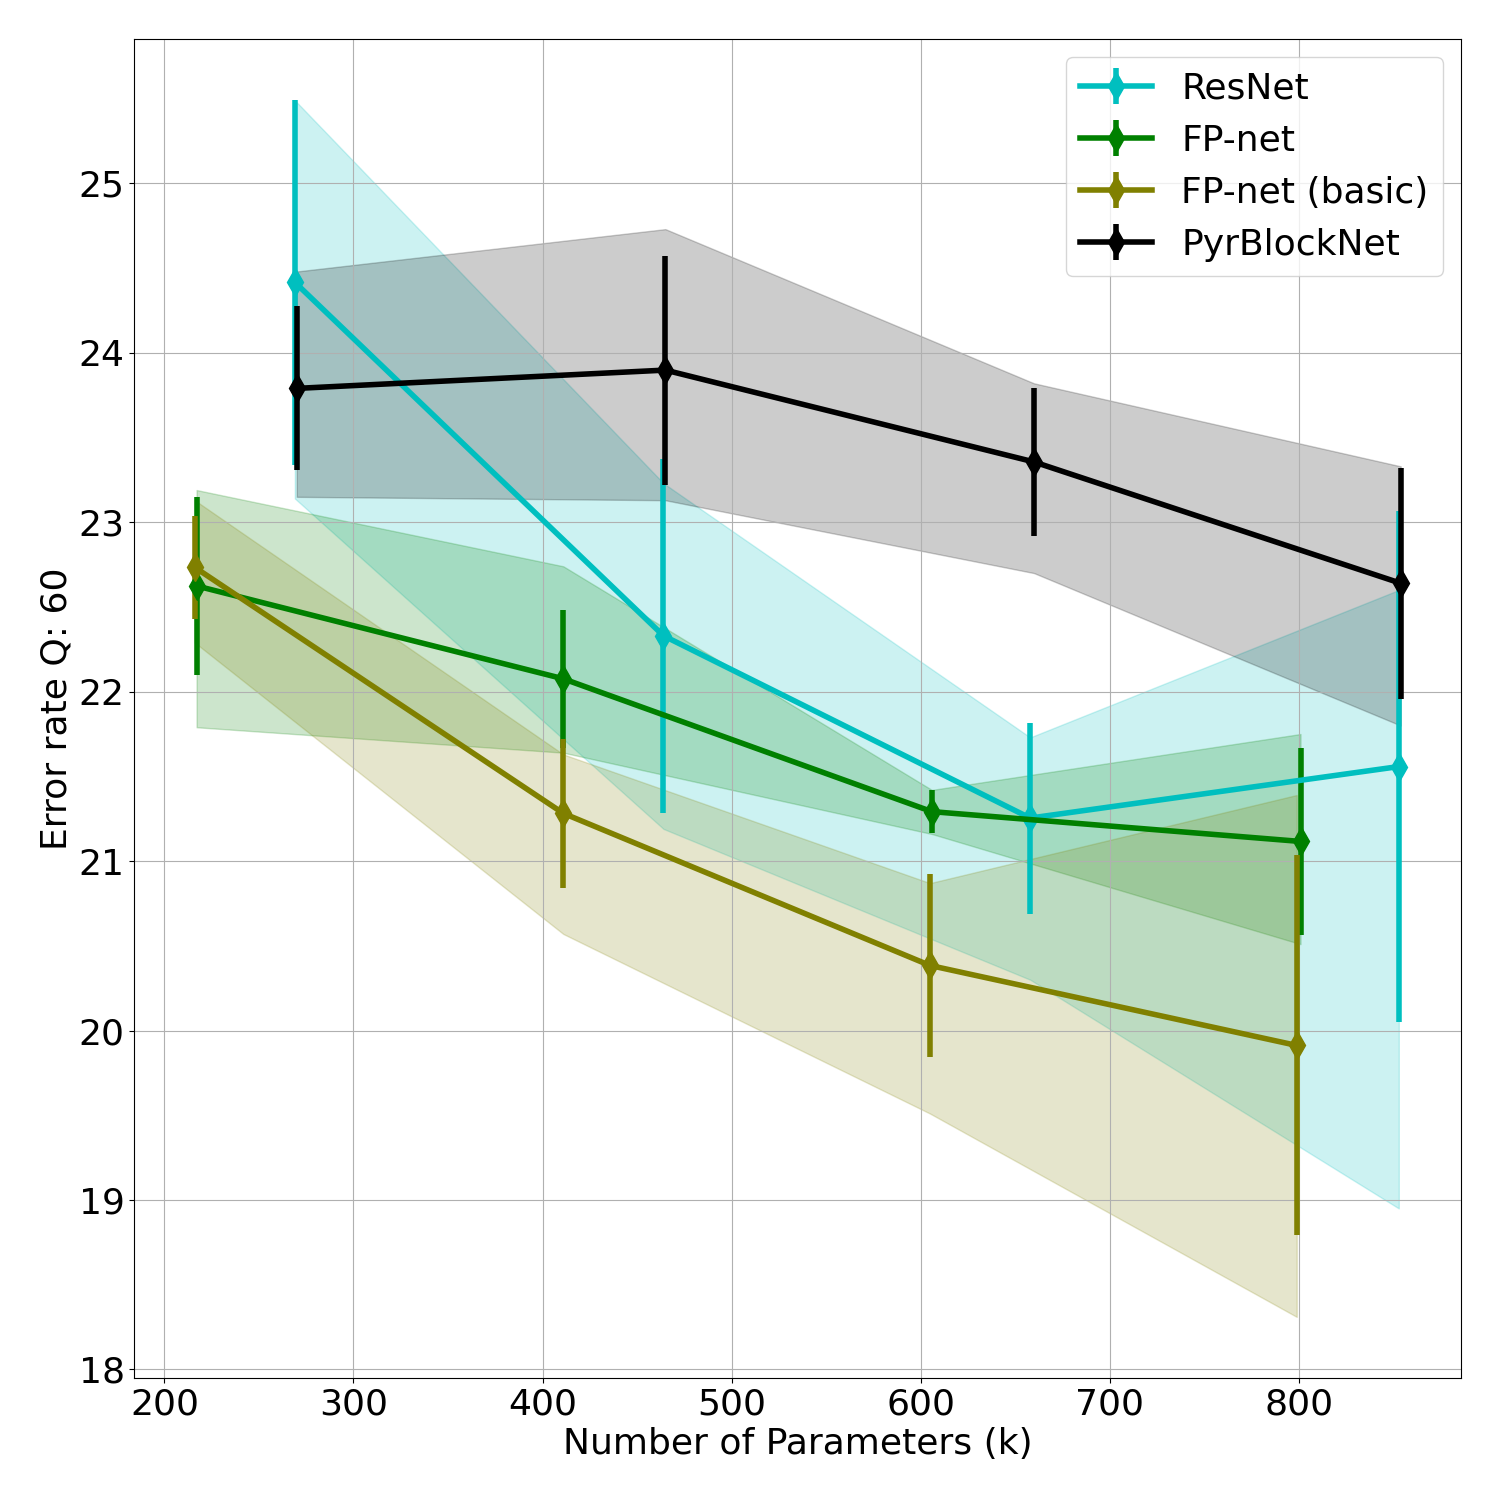 ResNet
FP-net
FP-net (basic)
PyrBlockNet
Error rate Q: 60
25
24
23
22
21
20
19
18
200 300 400 500 600 700 800
Number of Parameters (k)